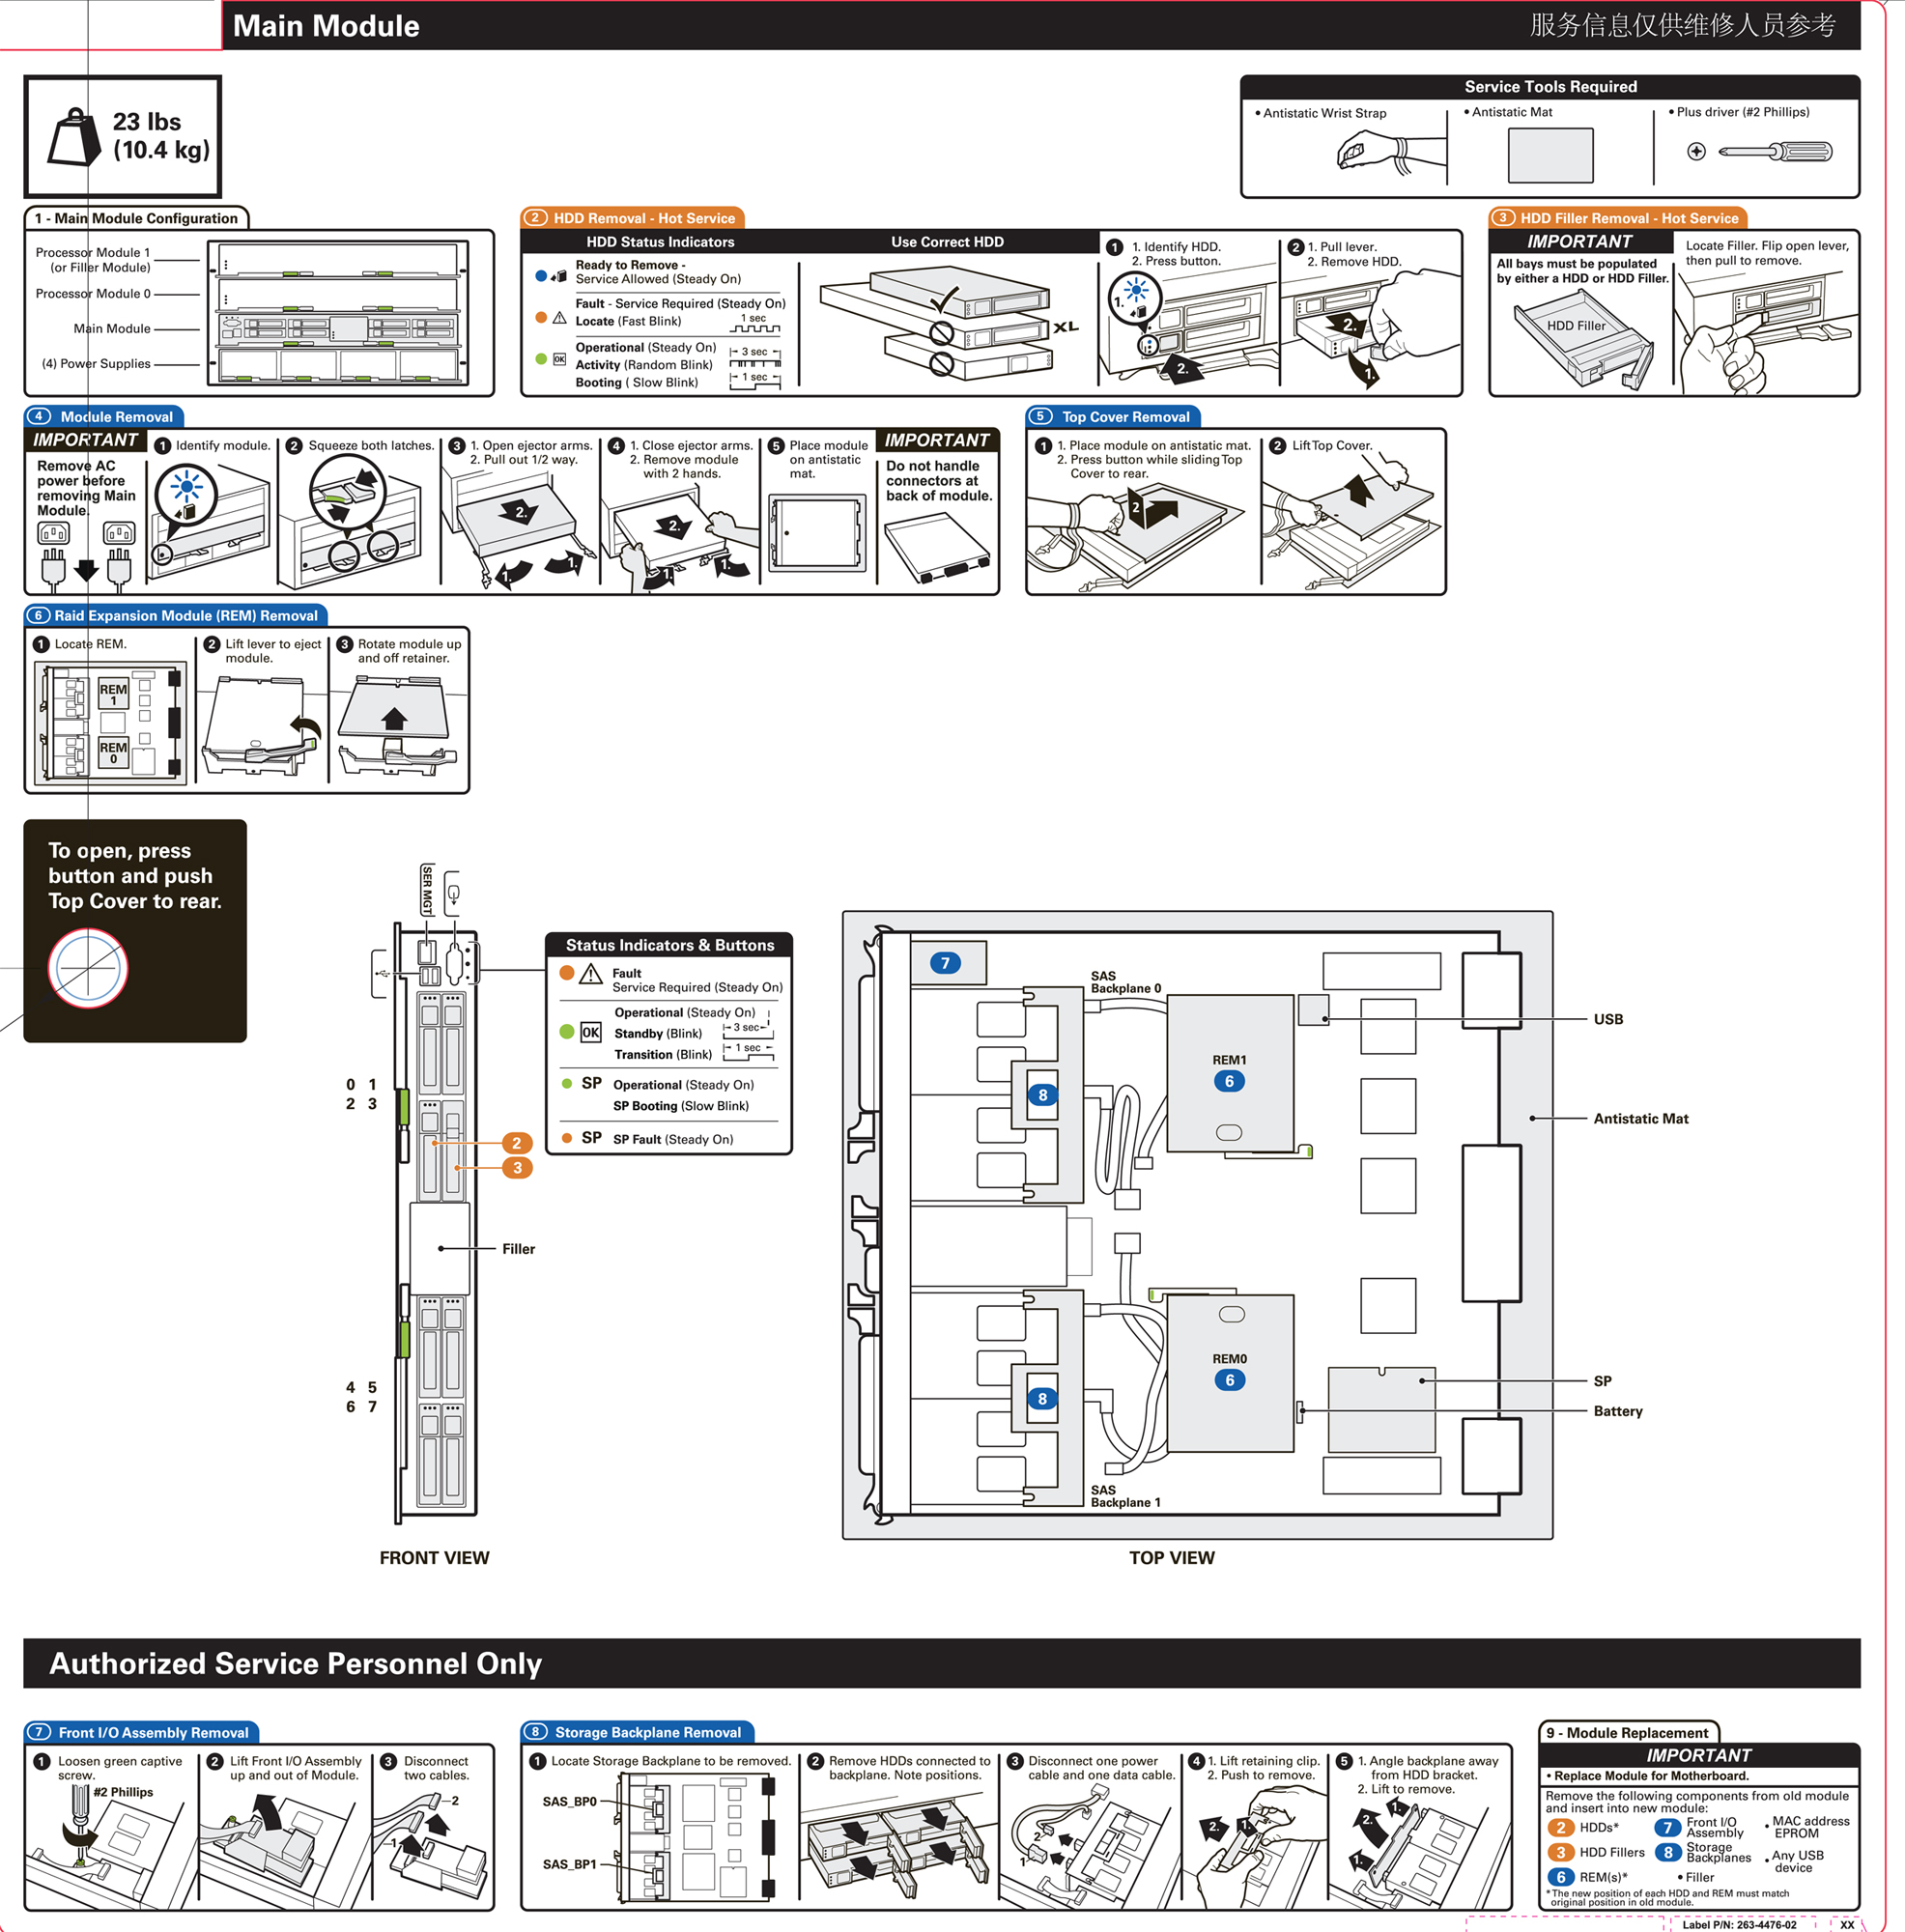 Main Module
服务信息仅供维修人员参考
23 lbs
(10.4 kg)
Service Tools Required
• Antistatic Wrist Strap
• Antistatic Mat
• Plus driver (#2 Phillips)
1 - Main Module Configuration
Processor Module 1
(or Filler Module)
Processor Module 0
Main Module
(4) Power Supplies
2 HDD Removal - Hot Service
HDD Status Indicators
Ready to Remove -
Service Allowed (Steady On)
Fault - Service Required (Steady On)
Locate (Fast Blink)
1 sec
OK
Operational (Steady On)
Activity (Random Blink)
3 sec
Booting ( Slow Blink)
1 sec
Use Correct HDD
XL
1 1. Identify HDD.
2. Press button.
1.
2.
2 1. Pull lever.
2. Remove HDD.
2.
1.
3 HDD Filler Removal - Hot Service
IMPORTANT
All bays must be populated
by either a HDD or HDD Filler.
HDD Filler
Locate Filler. Flip open lever,
then pull to remove.
4 Module Removal
IMPORTANT
Remove AC
power before
removing Main
Module.
1 Identify module.
2 Squeeze both latches.
3 1. Open ejector arms.
2. Pull out 1/2 way.
2.
1.
1.
4 1. Close ejector arms.
2. Remove module
with 2 hands.
2.
1.
1.
5 Place module
on antistatic
mat.
IMPORTANT
Do not handle
connectors at
back of module.
5 Top Cover Removal
1 1. Place module on antistatic mat.
2. Press button while sliding Top
Cover to rear.
2
2 Lift Top Cover.
6 Raid Expansion Module (REM) Removal
1 Locate REM.
REM
1
REM
0
2 Lift lever to eject
module.
3 Rotate module up
and off retainer.
To open, press
button and push
Top Cover to rear.
SER MGT
0 1
2 3
2
3
Filler
4 5
6 7
FRONT VIEW
Status Indicators & Buttons
Fault
Service Required (Steady On)
OK
Operational (Steady On)
Standby (Blink)
3 sec
Transition (Blink)
1 sec
SP Operational (Steady On)
SP Booting (Slow Blink)
SP SP Fault (Steady On)
7
SAS
Backplane 0
8
REM1
6
USB
Antistatic Mat
REM0
6
8
SP
Battery
SAS
Backplane 1
TOP VIEW
Authorized Service Personnel Only
7 Front I/O Assembly Removal
1 Loosen green captive
screw.
#2 Phillips
2 Lift Front I/O Assembly
up and out of Module.
3 Disconnect
two cables.
2
1
8 Storage Backplane Removal
1 Locate Storage Backplane to be removed.
SAS_BP0
SAS_BP1
2 Remove HDDs connected to
backplane. Note positions.
3 Disconnect one power
cable and one data cable.
2
1
4 1. Lift retaining clip.
2. Push to remove.
2.
1.
5 1. Angle backplane away
from HDD bracket.
2. Lift to remove.
1.
2.
1.
9 - Module Replacement
IMPORTANT
• Replace Module for Motherboard.
Remove the following components from old module
and insert into new module:
2 HDDs*
3 HDD Fillers
6 REM(s)*
7 Front I/O
Assembly
8 Storage
Backplanes
• Filler
• MAC address
EPROM
• Any USB
device
* The new position of each HDD and REM must match
original position in old module.
Label P/N: 263-4476-02
XX